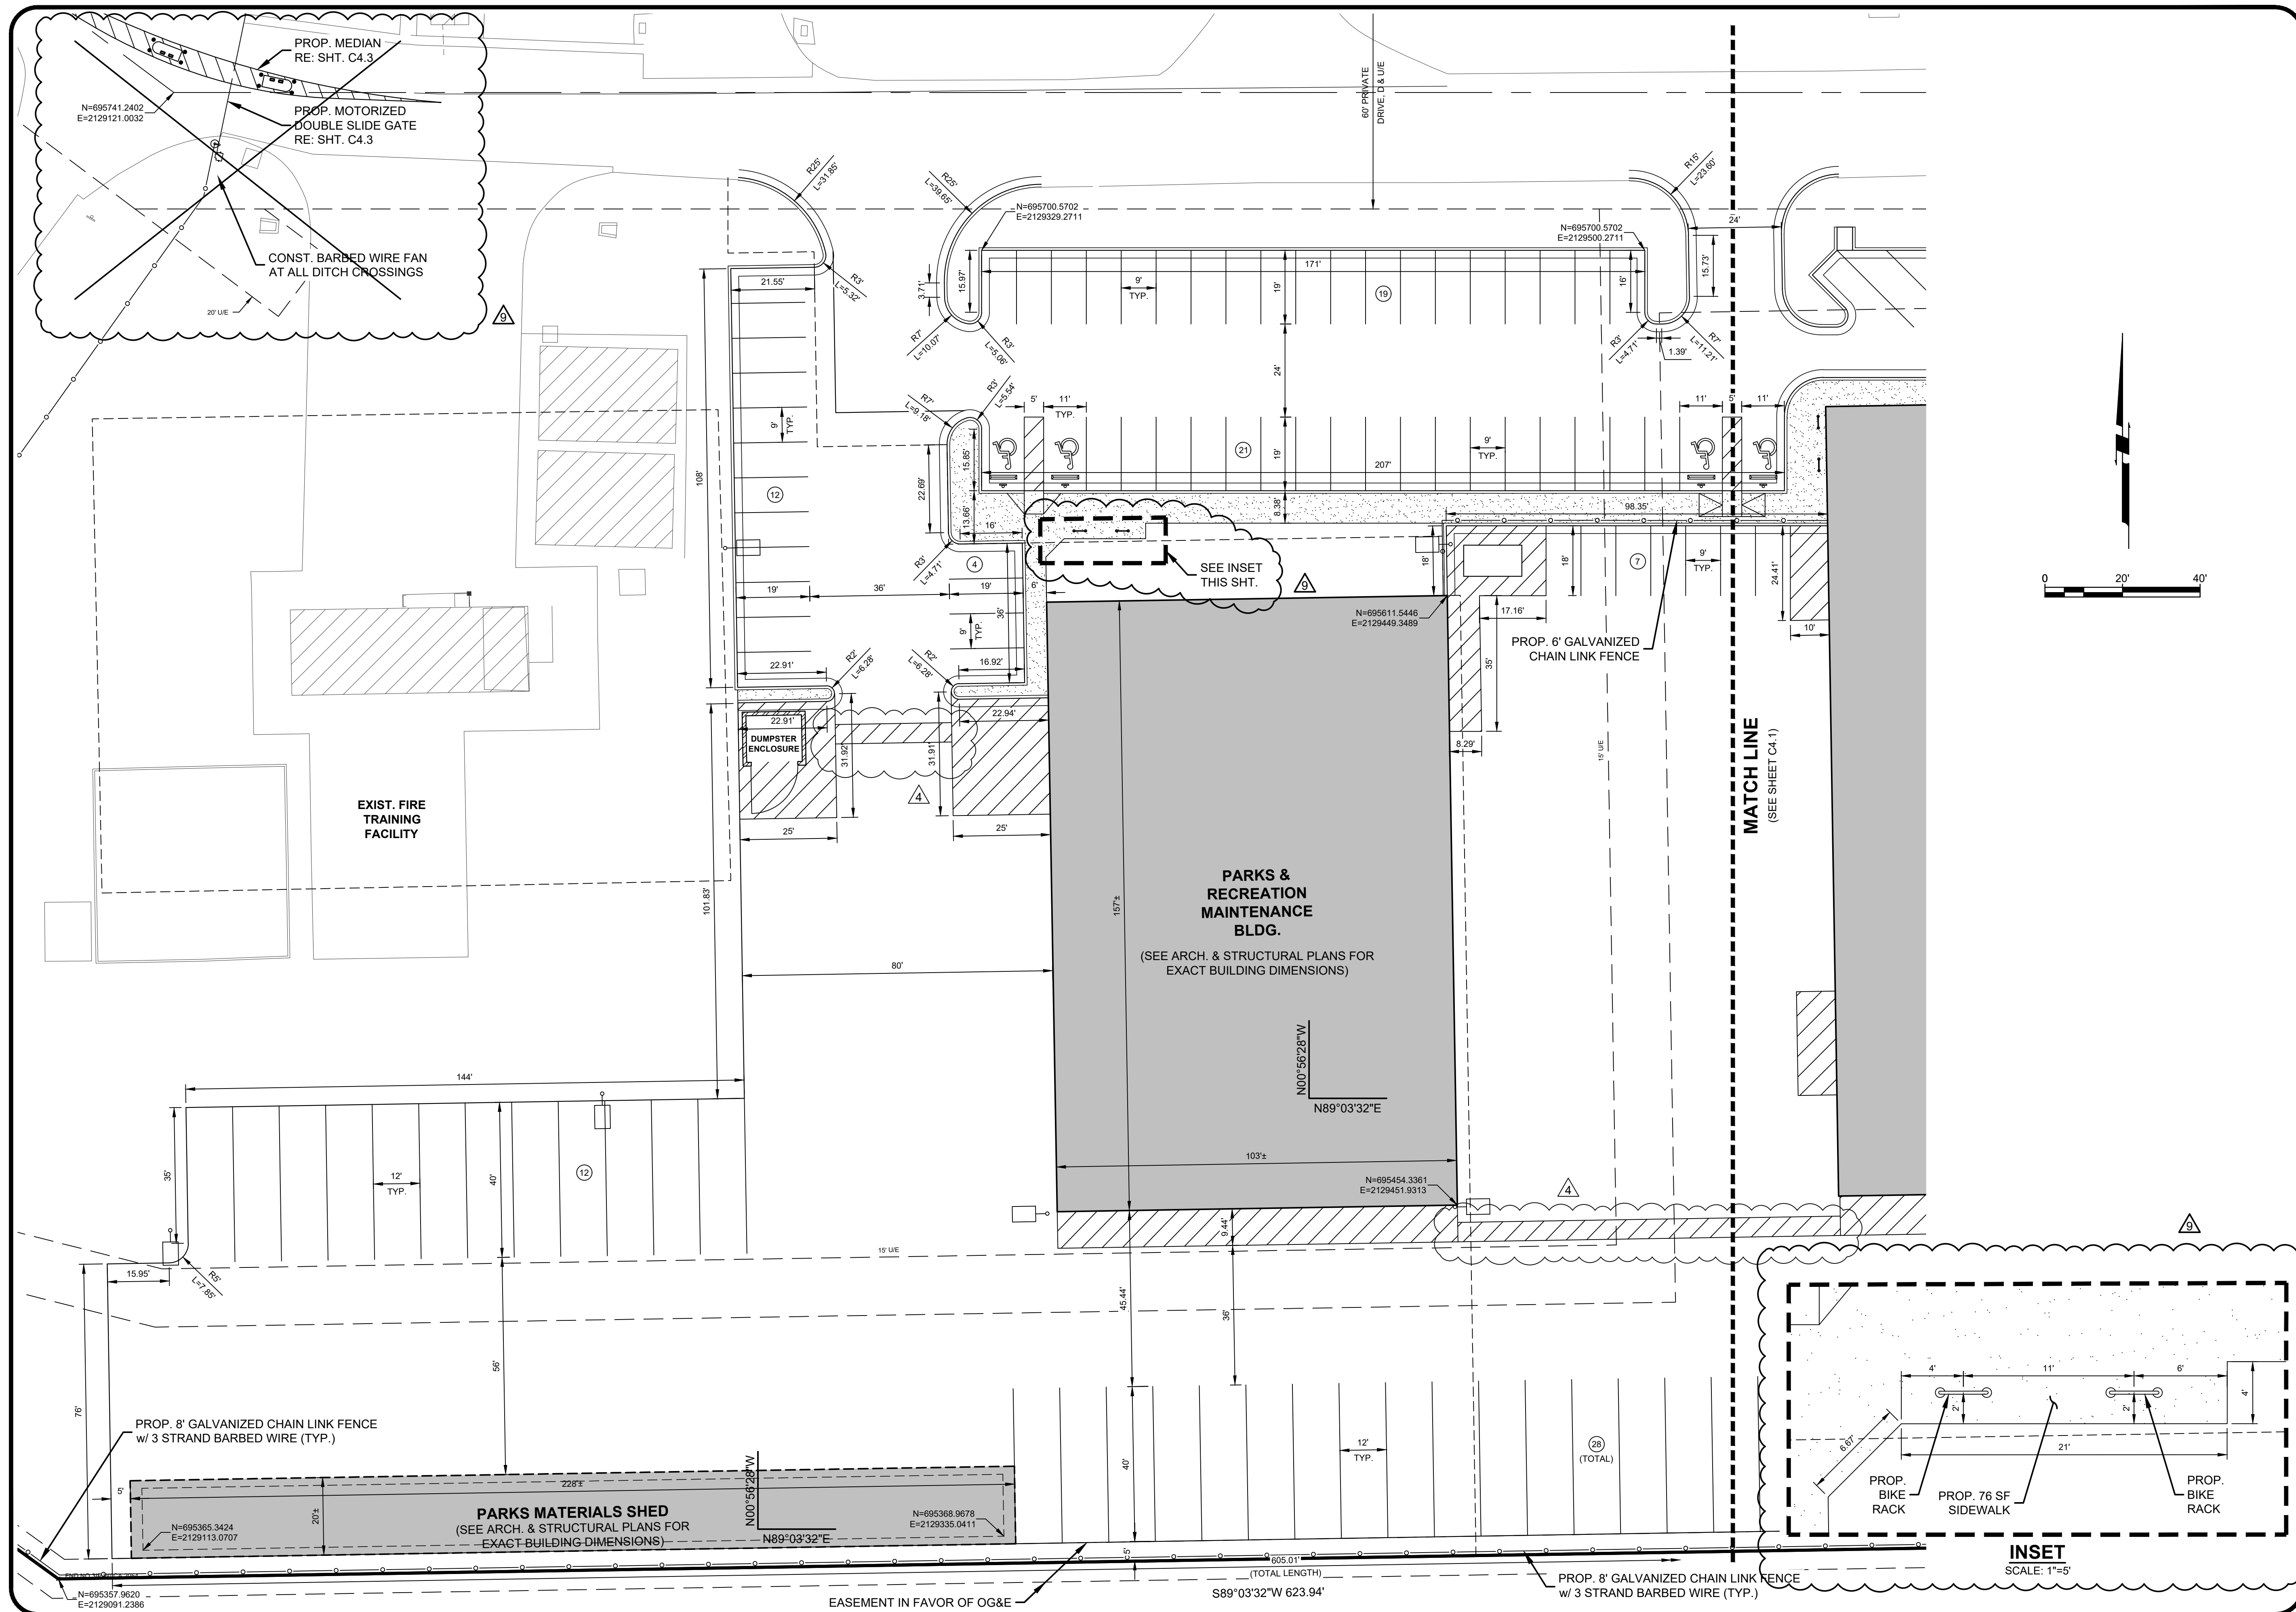 PROP. MEDIAN
RE: SHT. C4.3
N=695741.2402
E=2129121.0032
PROP. MOTORIZED
DOUBLE SLIDE GATE
RE: SHT. C4.3
CONST. BARBED WIRE FAN
AT ALL DITCH CROSSINGS
20' U/E
9
60' PRIVATE
DRIVE, D & U/E
R25'
L=31.85'
R25'
L=39.65'
N=695700.5702
E=2129329.2711
R15'
L=23.60'
24'
N=695700.5702
E=2129500.2711
171'
21.55'
R3'
L=5.32'
3.71'
15.97'
9'
TYP.
19'
19
16'
15.73'
R7'
L=10.07'
R3'
L=5.06'
R3'
L=4.71'
R7'
L=11.21'
1.39'
24'
R7'
L=9.18'
R3'
L=5.54'
5'
11'
TYP.
11'
5'
11'
9'
TYP.
108'
12
22.69'
15.85'
13.66'
16'
21
19'
9'
TYP.
207'
8.38'
98.35'
R3'
L=4.71'
4
SEE INSET
THIS SHT.
9
18'
18'
7
9'
TYP.
24.41'
10'
19'
36'
19'
6'
36'
9'
TYP.
N=695611.5446
E=2129449.3489
17.16'
PROP. 6' GALVANIZED
CHAIN LINK FENCE
35'
8.29'
22.91'
R2'
L=6.28'
R2'
L=6.28'
16.92'
22.91'
DUMPSTER
ENCLOSURE
31.92'
31.91'
22.94'
4
25'
25'
101.83'
157'±
15' U/E
MATCH LINE
(SEE SHEET C4.1)
0
20'
40'
EXIST. FIRE
TRAINING
FACILITY
PARKS &
RECREATION
MAINTENANCE
BLDG.
(SEE ARCH. & STRUCTURAL PLANS FOR
EXACT BUILDING DIMENSIONS)
80'
N00°56'28"W
N89°03'32"E
103'±
N=695454.3361
E=2129451.9313
4
144'
35'
12'
TYP.
40'
12
15.95'
R5'
L=7.85'
15' U/E
9.44'
45.44'
36'
76'
56'
PROP. 8' GALVANIZED CHAIN LINK FENCE
w/ 3 STRAND BARBED WIRE (TYP.)
5'
228'±
20'±
PARKS MATERIALS SHED
(SEE ARCH. & STRUCTURAL PLANS FOR
EXACT BUILDING DIMENSIONS)
N=695365.3424
E=2129113.0707
N00°56'28"W
N89°03'32"E
N=695368.9678
E=2129335.0411
40'
12'
TYP.
28
(TOTAL)
5'
605.01'
(TOTAL LENGTH)
S89°03'32"W 623.94'
N=695357.9620
E=2129091.2386
EASEMENT IN FAVOR OF OG&E
PROP. 8' GALVANIZED CHAIN LINK FENCE
w/ 3 STRAND BARBED WIRE (TYP.)
9
4'
11'
6'
2'
2'
4'
6.67'
21'
PROP.
BIKE
RACK
PROP. 76 SF
SIDEWALK
PROP.
BIKE
RACK
INSET
SCALE: 1"=5'